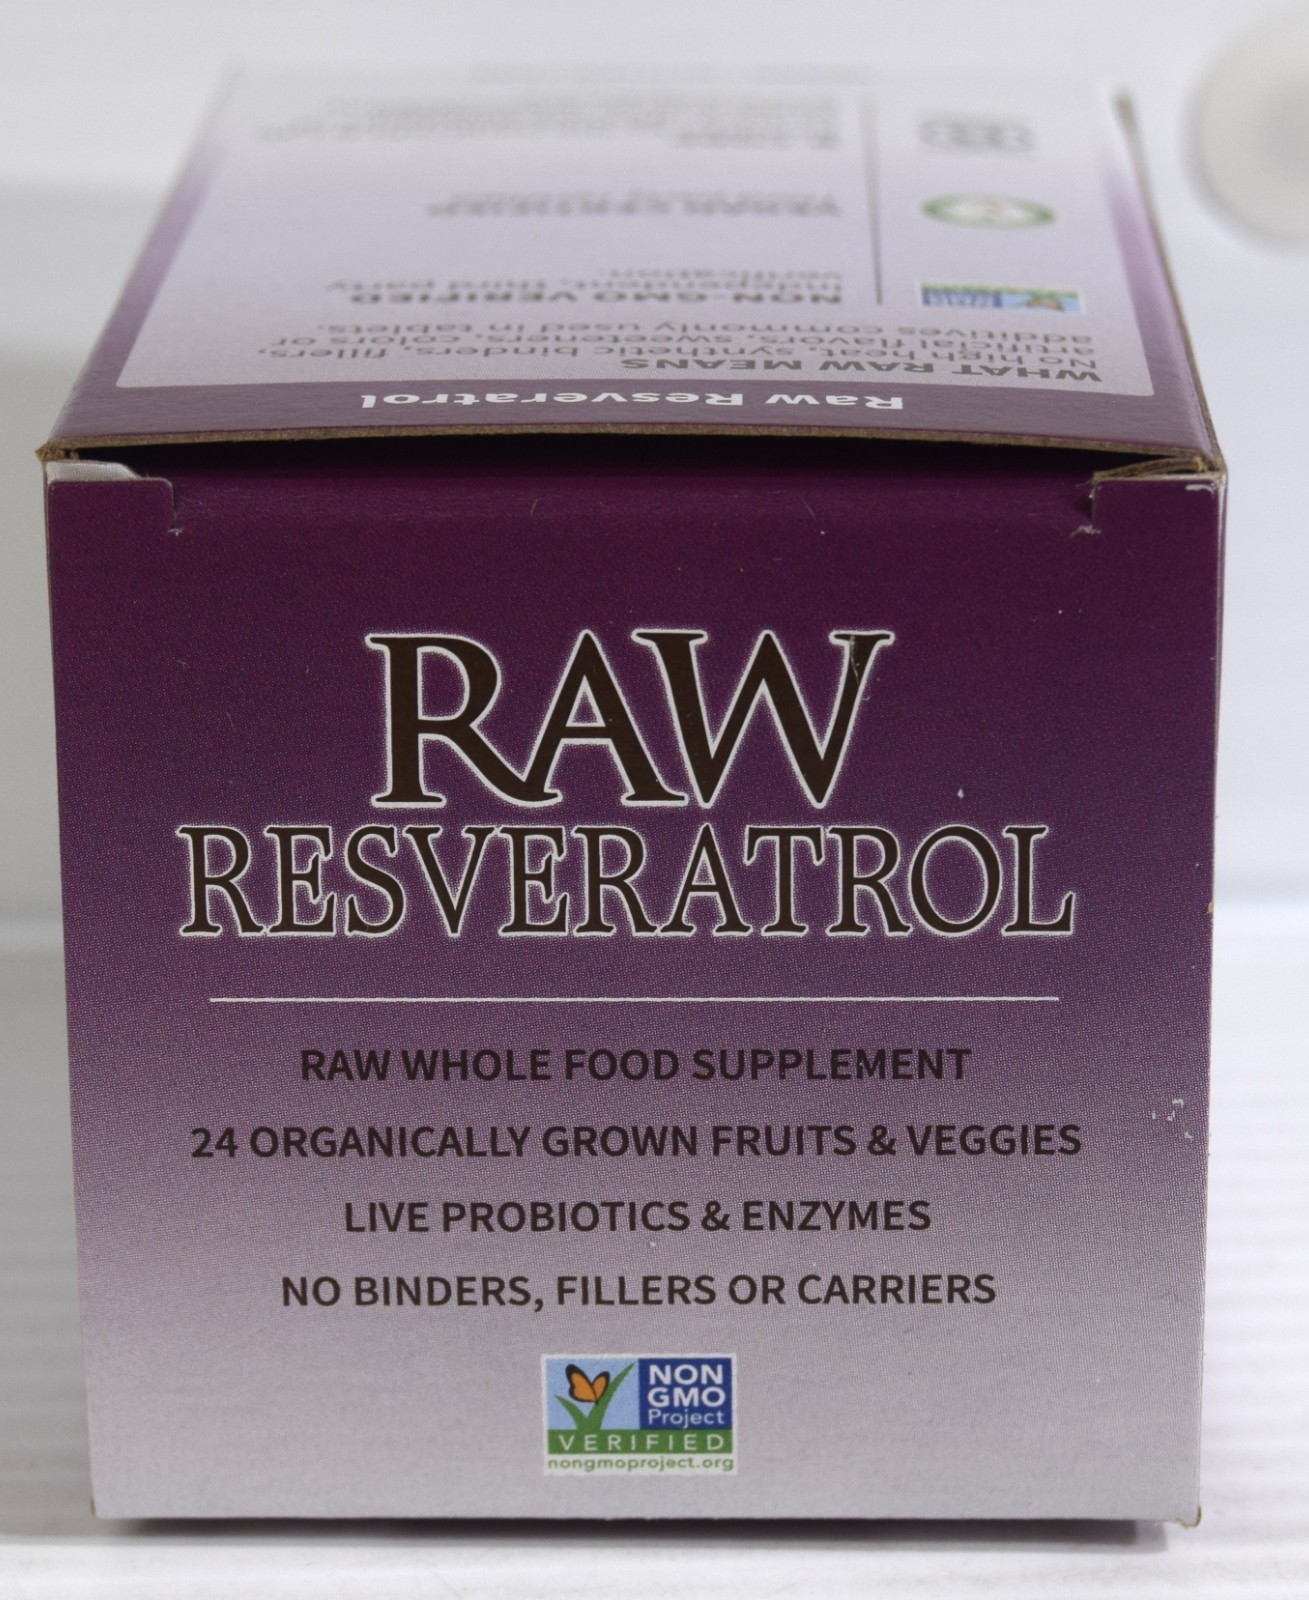 RAW
RESVERATROL
RAW WHOLE FOOD SUPPLEMENT
24 ORGANICALLY GROWN FRUITS & VEGGIES
LIVE PROBIOTICS & ENZYMES
NO BINDERS, FILLERS OR CARRIERS
NON
GMO
Project
VERIFIED
nongmoproject.org
Raw Resveratrol
WHAT RAW MEANS
No high heat, synthetic binders, fillers,
artificial flavors, sweeteners, colors or
additives commonly used in tablets.
NON-GMO VERIFIED
Independent, third party
verification.
VEGAN CERTIFIED